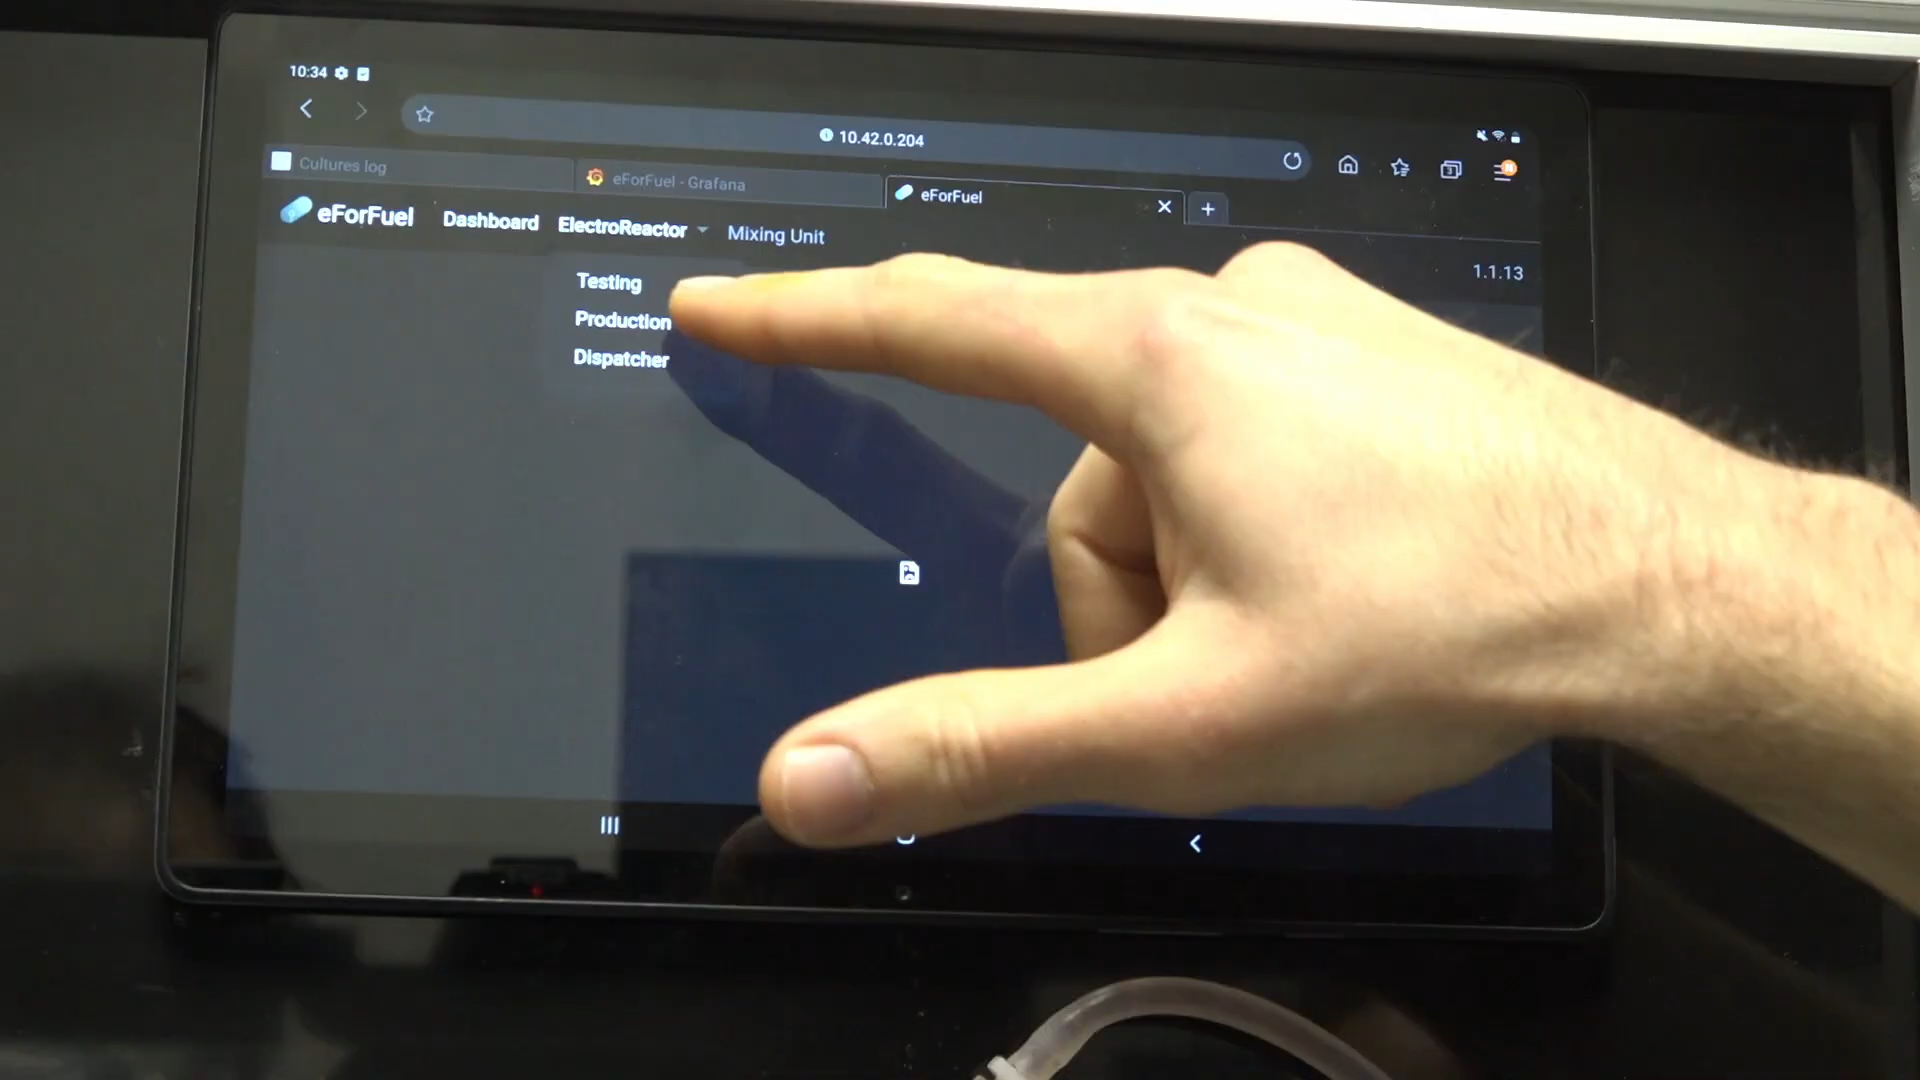 10:34
10.42.0.204
Cultures log
eForFuel - Grafana
eForFuel
eForFuel
Dashboard
ElectroReactor
Mixing Unit
1.1.13
Testing
Production
Dispatcher